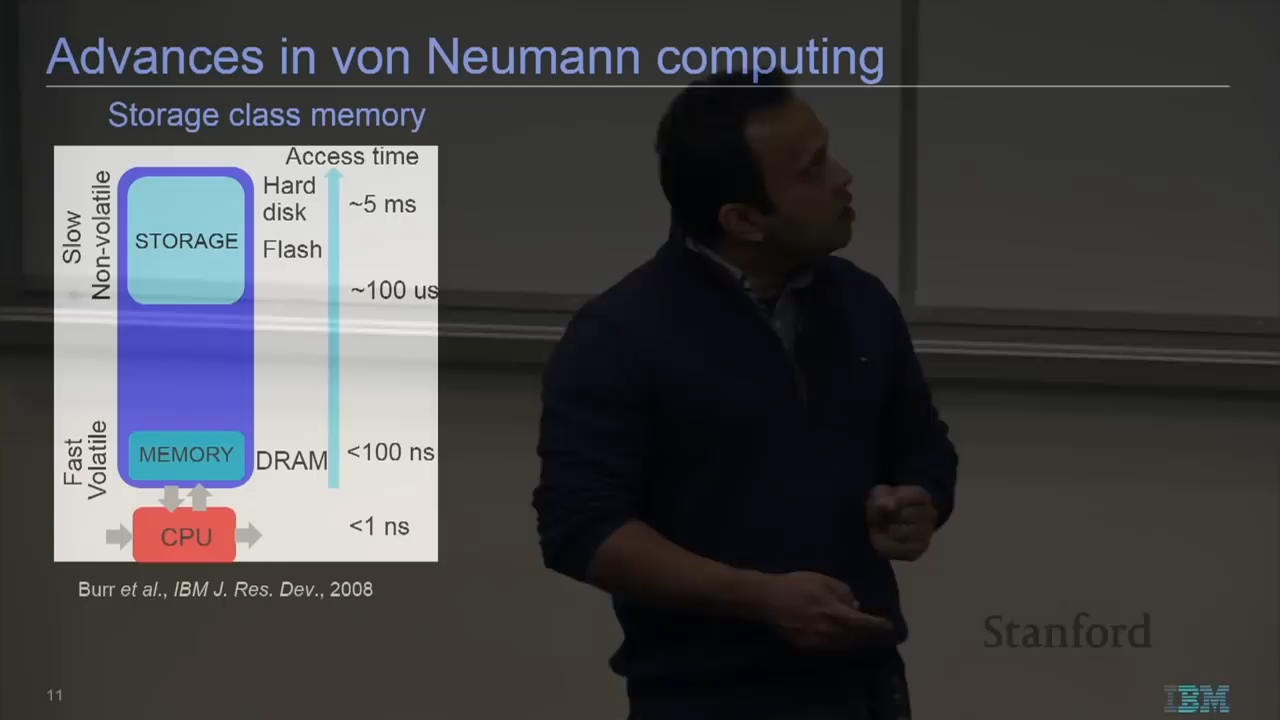 Advances in von Neumann computing
Storage class memory
Access time
Slow
Non-volatile
STORAGE
Hard
disk
~5 ms
Flash
~100 us
Fast
Volatile
MEMORY
DRAM
<100 ns
CPU
<1 ns
Burr et al., IBM J. Res. Dev., 2008
Stanford
11
IBM